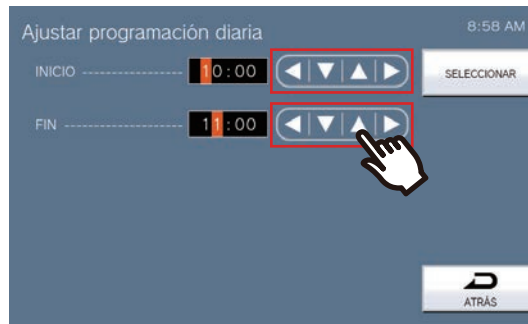 Ajustar programación diaria
8:58 AM
INICIO ---------------- 10:00
SELECCIONAR
FIN ------------------- 11:00
ATRÁS